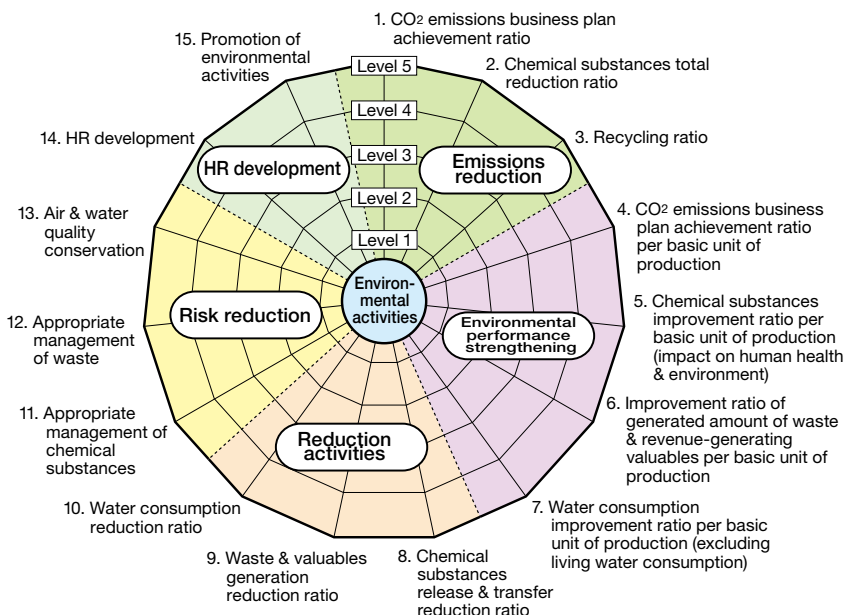 1. CO2 emissions business plan
achievement ratio
15. Promotion of
environmental
activities
Level 5
2. Chemical substances total
reduction ratio
Level 4
14. HR development
3. Recycling ratio
Level 3
HR development
Emissions
reduction
Level 2
13. Air & water
quality
conservation
4. CO2 emissions business
plan achievement ratio
per basic unit of
production
Level 1
Environ-
mental
activities
12. Appropriate
management
of waste
Risk reduction
Environmental
performance
strengthening
5. Chemical substances
improvement ratio per
basic unit of production
(impact on human health
& environment)
11. Appropriate
management of
chemical
substances
Reduction
activities
6. Improvement ratio of
generated amount of waste
& revenue-generating
valuables per basic unit of
production
10. Water consumption
reduction ratio
7. Water consumption
improvement ratio per basic
unit of production (excluding
living water consumption)
9. Waste & valuables
generation
reduction ratio
8. Chemical
substances
release & transfer
reduction ratio